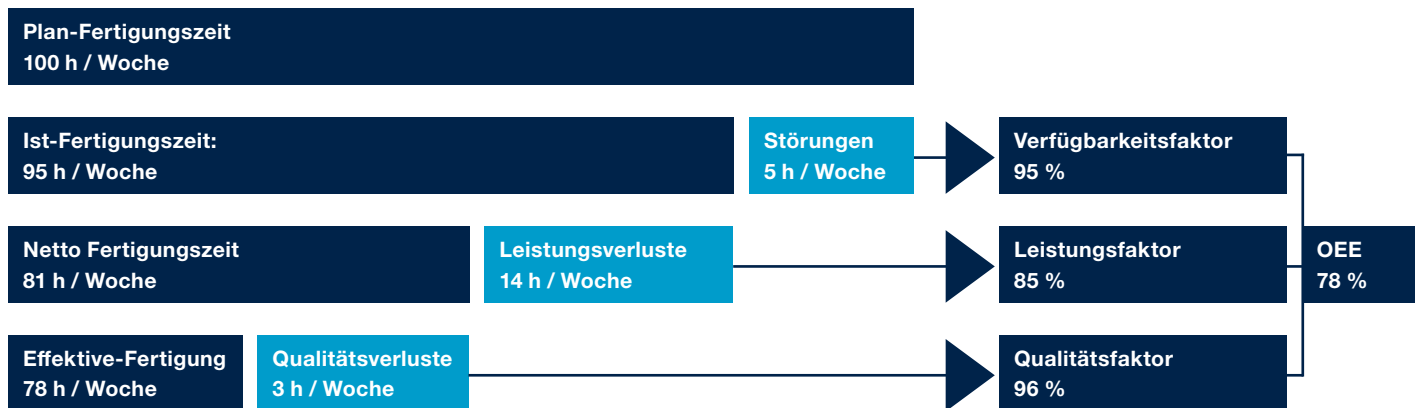 Plan-Fertigungszeit
100 h / Woche
Ist-Fertigungszeit:
95 h / Woche
Störungen
5 h / Woche
Verfügbarkeitsfaktor
95 %
Netto Fertigungszeit
81 h / Woche
Leistungsverluste
14 h / Woche
Leistungsfaktor
85 %
OEE
78 %
Effektive-Fertigung
78 h / Woche
Qualitätsverluste
3 h / Woche
Qualitätsfaktor
96 %